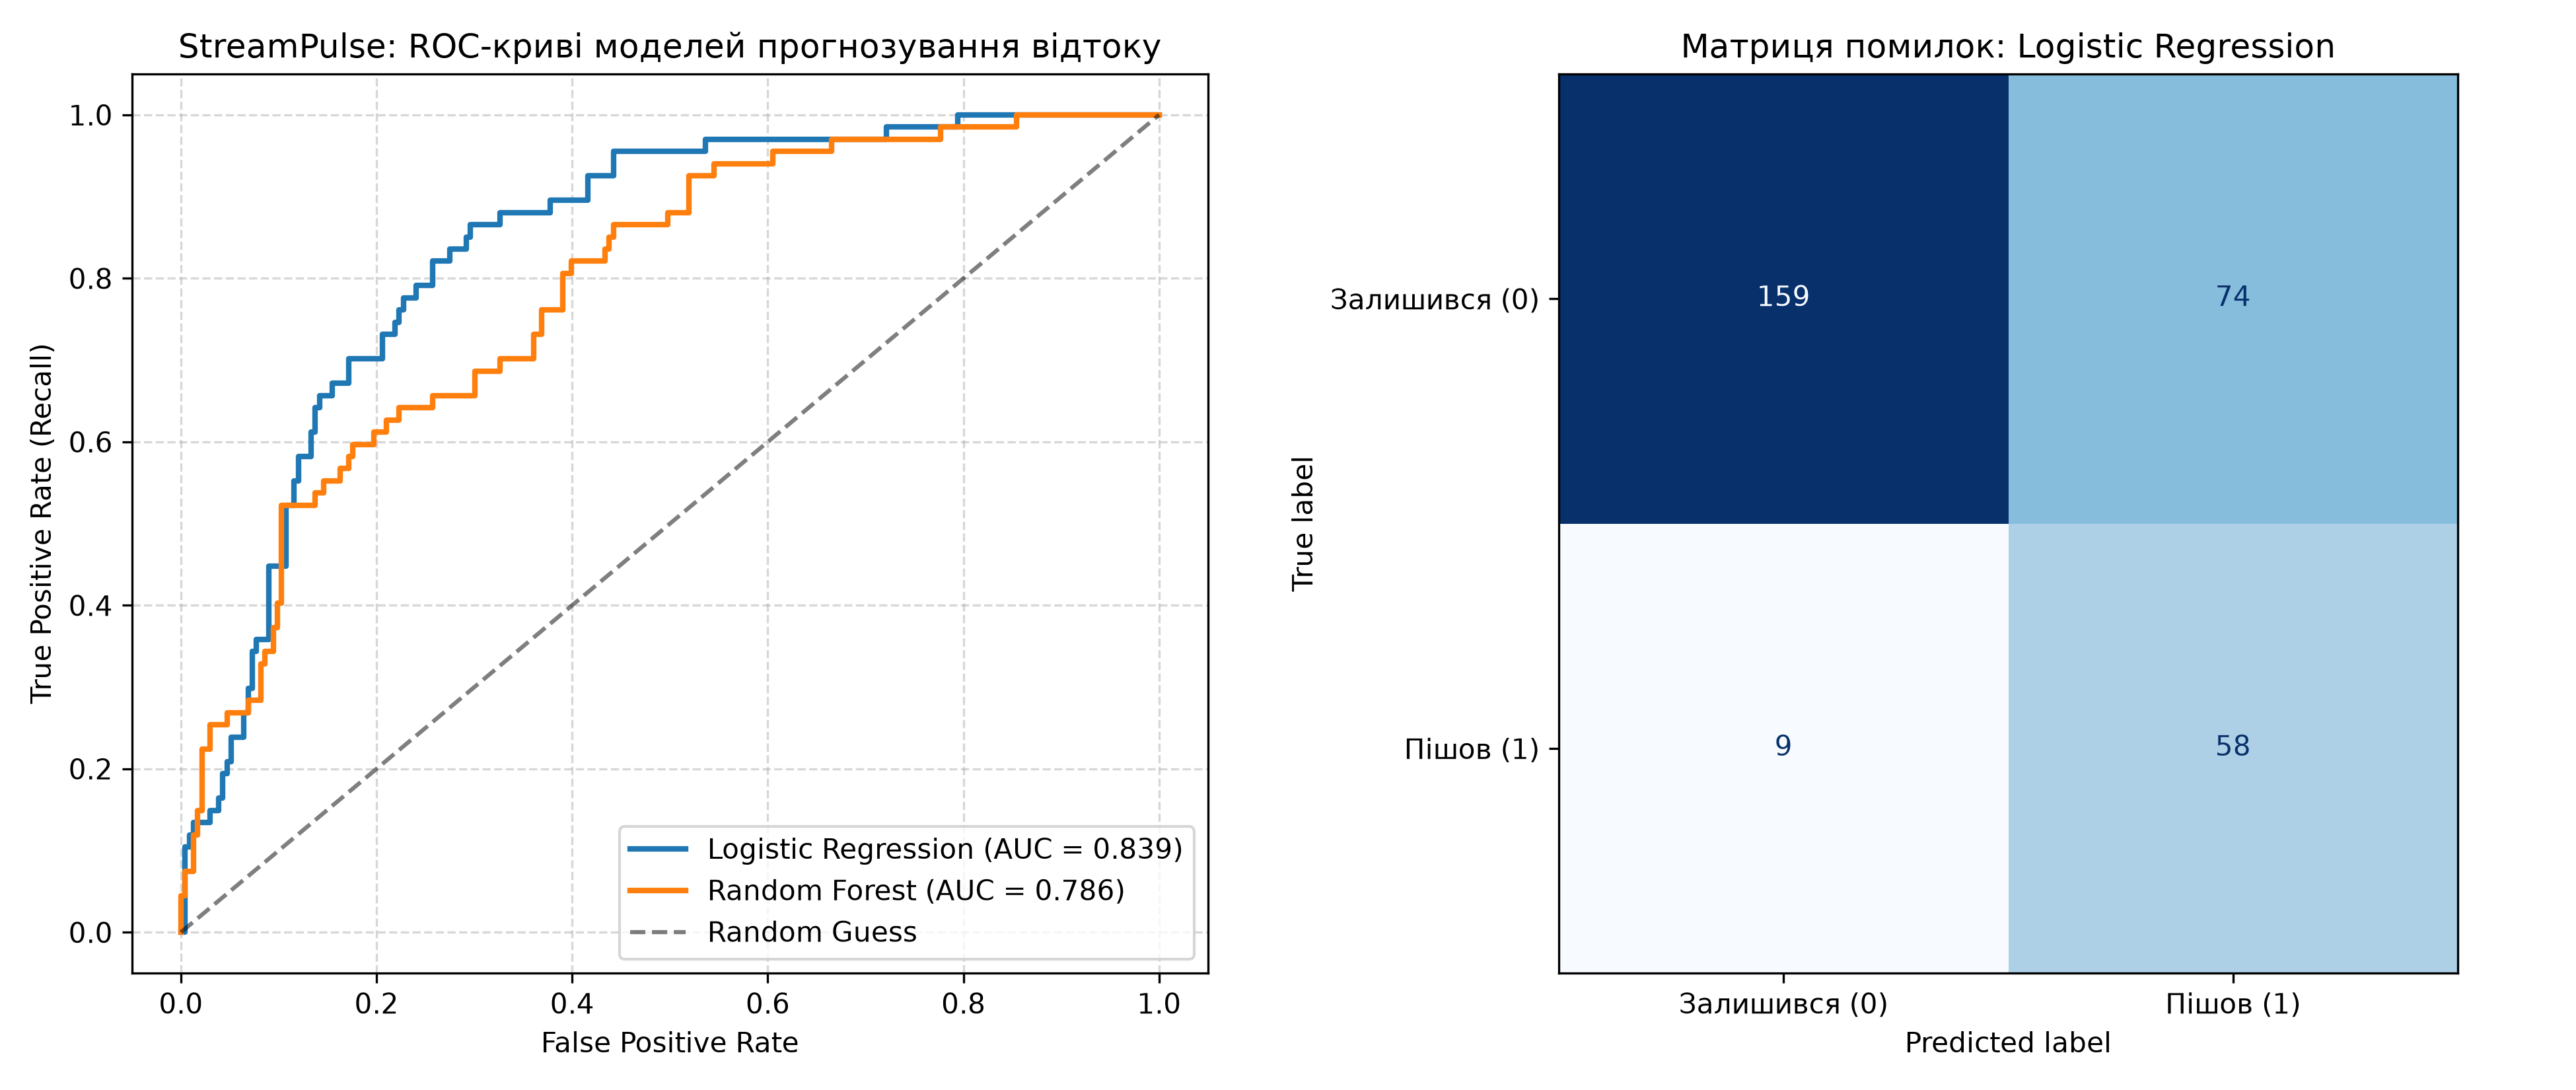 StreamPulse: ROC-криві моделей прогнозування відтоку
True Positive Rate (Recall)
1.0
0.8
0.6
0.4
0.2
0.0
0.0 0.2 0.4 0.6 0.8 1.0
False Positive Rate
Logistic Regression (AUC = 0.839)
Random Forest (AUC = 0.786)
Random Guess
Матриця помилок: Logistic Regression
True label
Залишився (0) 159 74
Пішов (1) 9 58
Залишився (0) Пішов (1)
Predicted label